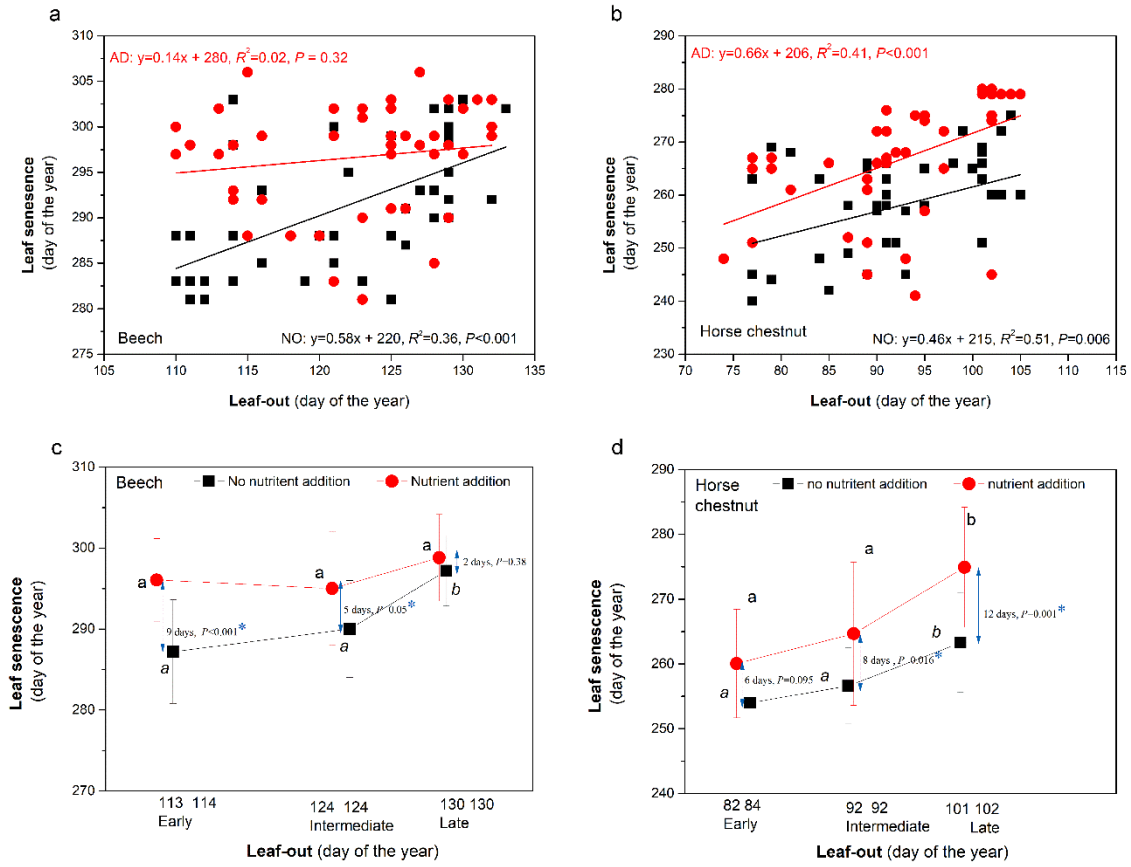 a
AD: y=0.14x + 280, R²=0.02, P = 0.32
310
305
300
295
290
285
280
275
Leaf senesence
(day of the year)
Beech
NO: y=0.58x + 220, R²=0.36, P<0.001
105 110 115 120 125 130 135
Leaf-out (day of the year)
b
AD: y=0.66x + 206, R²=0.41, P<0.001
290
280
270
260
250
240
230
Leaf senesence
(day of the year)
Horse chestnut
NO: y=0.46x + 215, R²=0.51, P=0.006
70 75 80 85 90 95 100 105 110 115
Leaf-out (day of the year)
c
Beech
No nutritent addition
Nutrient addition
310
300
290
280
270
Leaf senescence
(day of the year)
a
a
a
9 days, P<0.001*
5 days, P=0.05*
2 days, P=0.38
a
a
b
113 114
124 124
130 130
Early
Intermediate
Late
Leaf-out (day of the year)
d
Horse
chestnut
no nutritent addition
nutrient addition
290
280
270
260
250
240
Leaf senescence
(day of the year)
a
a
b
6 days, P=0.095
8 days , P=0.016*
12 days, P=0.001*
a
a
b
82 84
92 92
101 102
Early
Intermediate
Late
Leaf-out (day of the year)